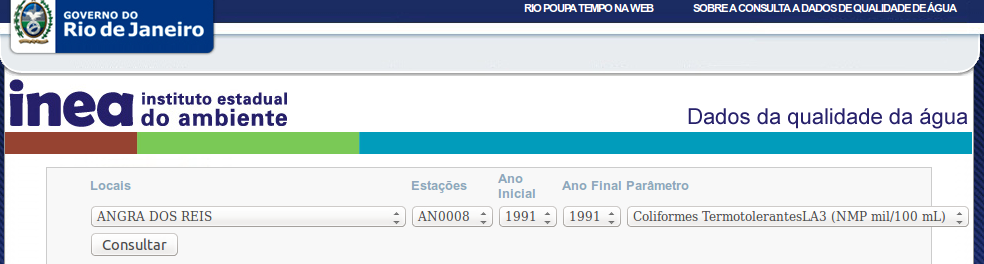 GOVERNO DO
Rio de Janeiro
RIO POUPA TEMPO NA WEB SOBRE A CONSULTA A DADOS DE QUALIDADE DE ÁGUA
inea instituto estadual
do ambiente
Dados da qualidade da água
Locais Estações Ano Inicial Ano Final Parâmetro
ANGRA DOS REIS AN0008 1991 1991 Coliformes TermotolerantesLA3 (NMP mil/100 mL)
Consultar